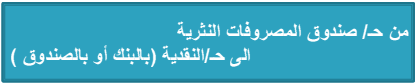 من حـ/ صندوق المصروفات النثرية
الى حـ/النقدية (بالبنك أو بالصندوق )